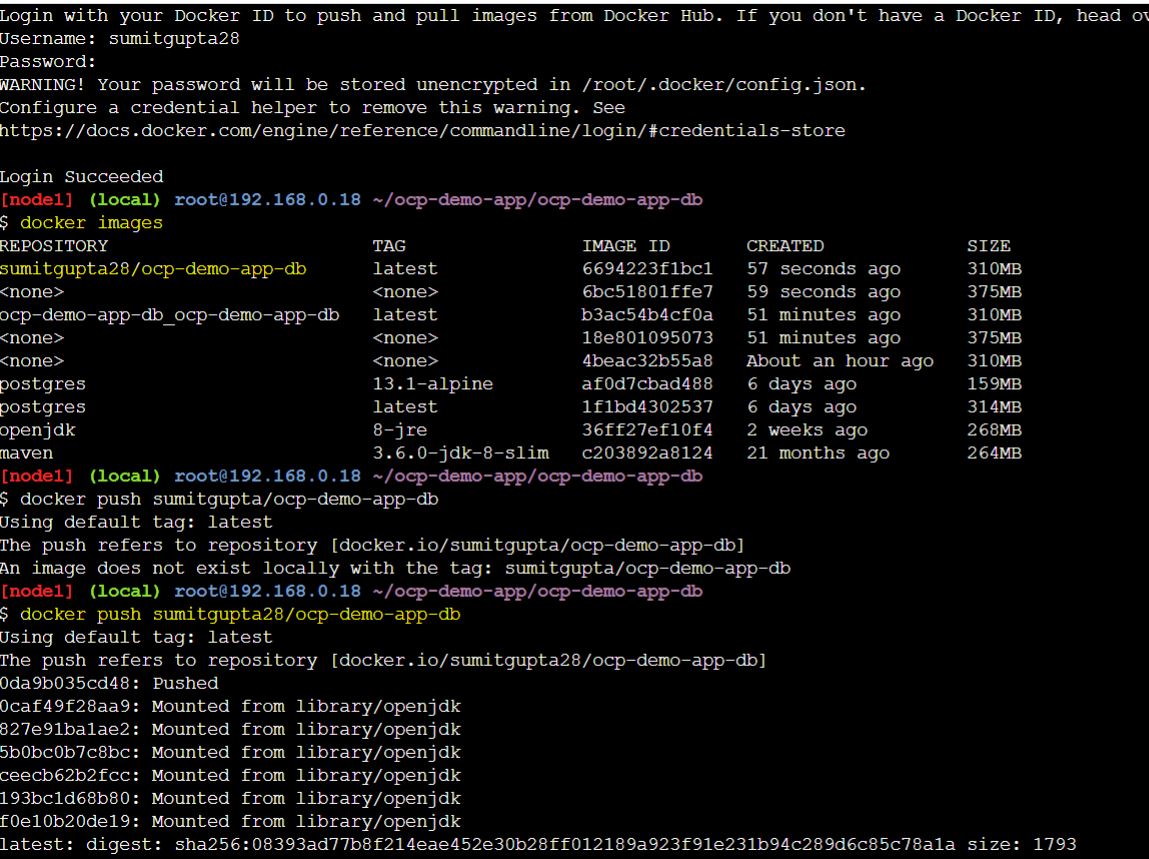 Login with your Docker ID to push and pull images from Docker Hub. If you don't have a Docker ID, head ov
Username: sumitgupta28
Password:
WARNING! Your password will be stored unencrypted in /root/.docker/config.json.
Configure a credential helper to remove this warning. See
https://docs.docker.com/engine/reference/commandline/login/#credentials-store
Login Succeeded
[node1] (local) root@192.168.0.18 ~/ocp-demo-app/ocp-demo-app-db
$ docker images
REPOSITORY TAG IMAGE ID CREATED SIZE
sumitgupta28/ocp-demo-app-db latest 6694223f1bc1 57 seconds ago 310MB
<none> <none> 6bc51801ffe7 59 seconds ago 375MB
ocp-demo-app-db_ocp-demo-app-db latest b3ac54b4cf0a 51 minutes ago 310MB
<none> <none> 18e801095073 51 minutes ago 375MB
<none> <none> 4beac32b55a8 About an hour ago 310MB
postgres 13.1-alpine af0d7cbad488 6 days ago 159MB
postgres latest 1f1bd4302537 6 days ago 314MB
openjdk 8-jre 36ff27ef10f4 2 weeks ago 268MB
maven 3.6.0-jdk-8-slim c203892a8124 21 months ago 264MB
[node1] (local) root@192.168.0.18 ~/ocp-demo-app/ocp-demo-app-db
$ docker push sumitgupta/ocp-demo-app-db
Using default tag: latest
The push refers to repository [docker.io/sumitgupta/ocp-demo-app-db]
An image does not exist locally with the tag: sumitgupta/ocp-demo-app-db
[node1] (local) root@192.168.0.18 ~/ocp-demo-app/ocp-demo-app-db
$ docker push sumitgupta28/ocp-demo-app-db
Using default tag: latest
The push refers to repository [docker.io/sumitgupta28/ocp-demo-app-db]
0da9b035cd48: Pushed
0caf49f28aa9: Mounted from library/openjdk
827e91ba1ae2: Mounted from library/openjdk
5b0bc0b7c8bc: Mounted from library/openjdk
ceecb62b2fcc: Mounted from library/openjdk
193bc1d68b80: Mounted from library/openjdk
f0e10b20de19: Mounted from library/openjdk
latest: digest: sha256:08393ad77b8f214eae452e30b28ff012189a923f91e231b94c289d6c85c78a1a size: 1793